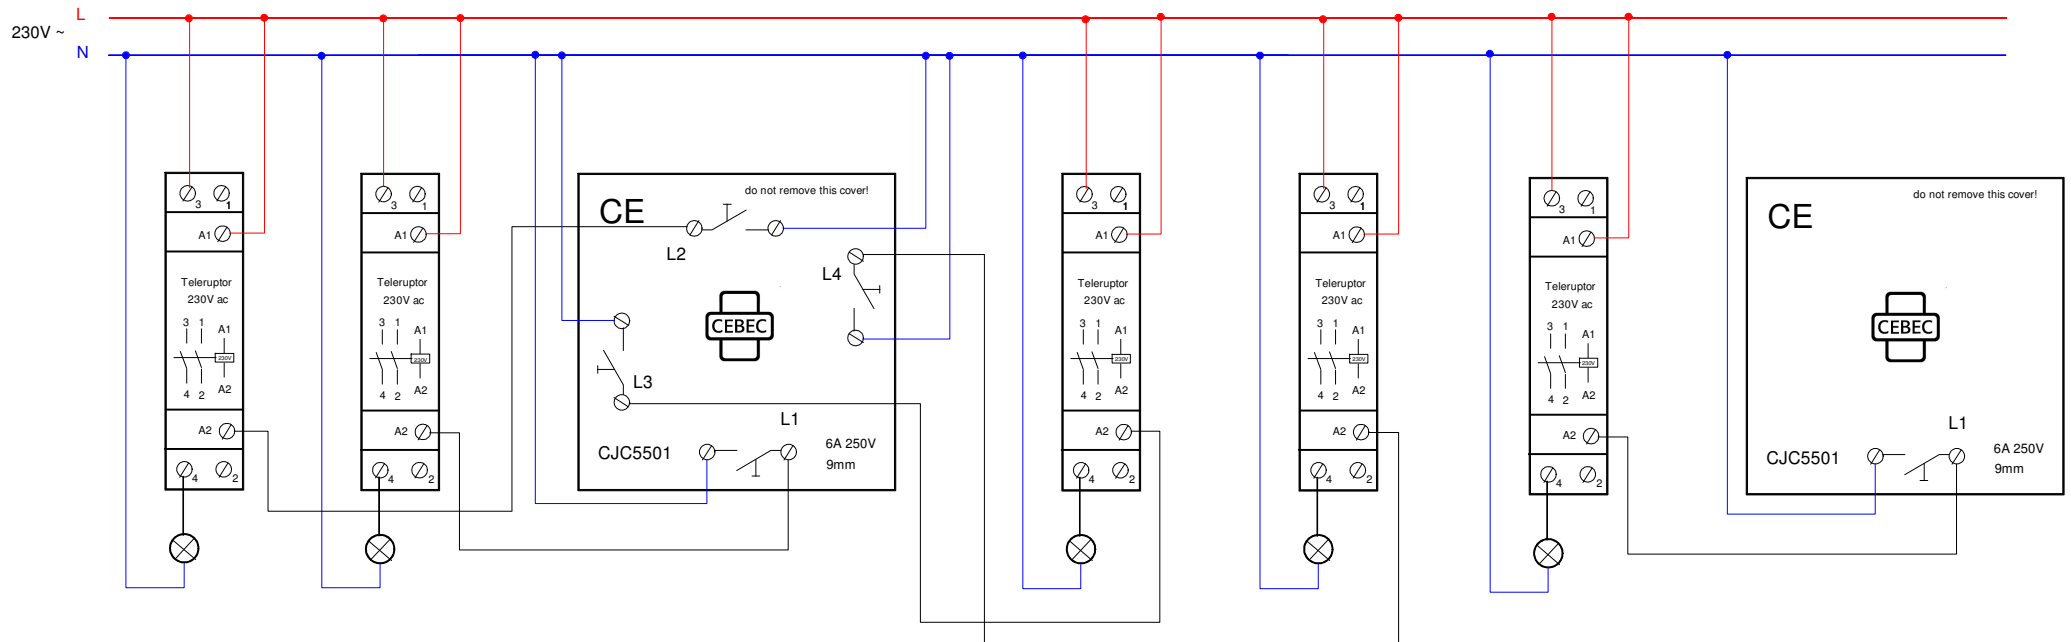 L
230V ~
N
3 1
A1
Teleruptor
230V ac
3 1 A1
230V
4 2 A2
A2
4 2
3 1
A1
Teleruptor
230V ac
3 1 A1
230V
4 2 A2
A2
4 2
do not remove this cover!
CE
L2
L4
CEBEC
L3
L1
CJC5501
6A 250V
9mm
3 1
A1
Teleruptor
230V ac
3 1 A1
230V
4 2 A2
A2
4 2
3 1
A1
Teleruptor
230V ac
3 1 A1
230V
4 2 A2
A2
4 2
3 1
A1
Teleruptor
230V ac
3 1 A1
230V
4 2 A2
A2
4 2
do not remove this cover!
CE
CEBEC
L1
CJC5501
6A 250V
9mm